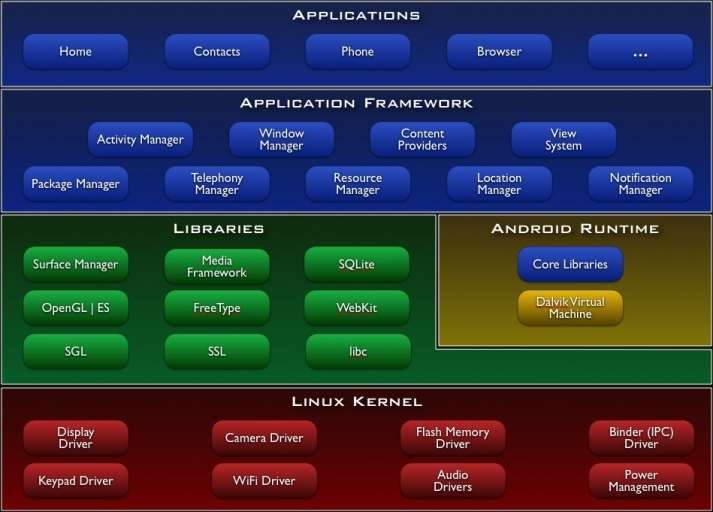 APPLICATIONS
Home
Contacts
Phone
Browser
...
APPLICATION FRAMEWORK
Activity Manager
Window
Manager
Content
Providers
View
System
Package Manager
Telephony
Manager
Resource
Manager
Location
Manager
Notification
Manager
LIBRARIES
Surface Manager
Media
Framework
SQLite
OpenGL | ES
FreeType
WebKit
SGL
SSL
libc
ANDROID RUNTIME
Core Libraries
Dalvik Virtual
Machine
LINUX KERNEL
Display
Driver
Camera Driver
Flash Memory
Driver
Binder (IPC)
Driver
Keypad Driver
WiFi Driver
Audio
Drivers
Power
Management